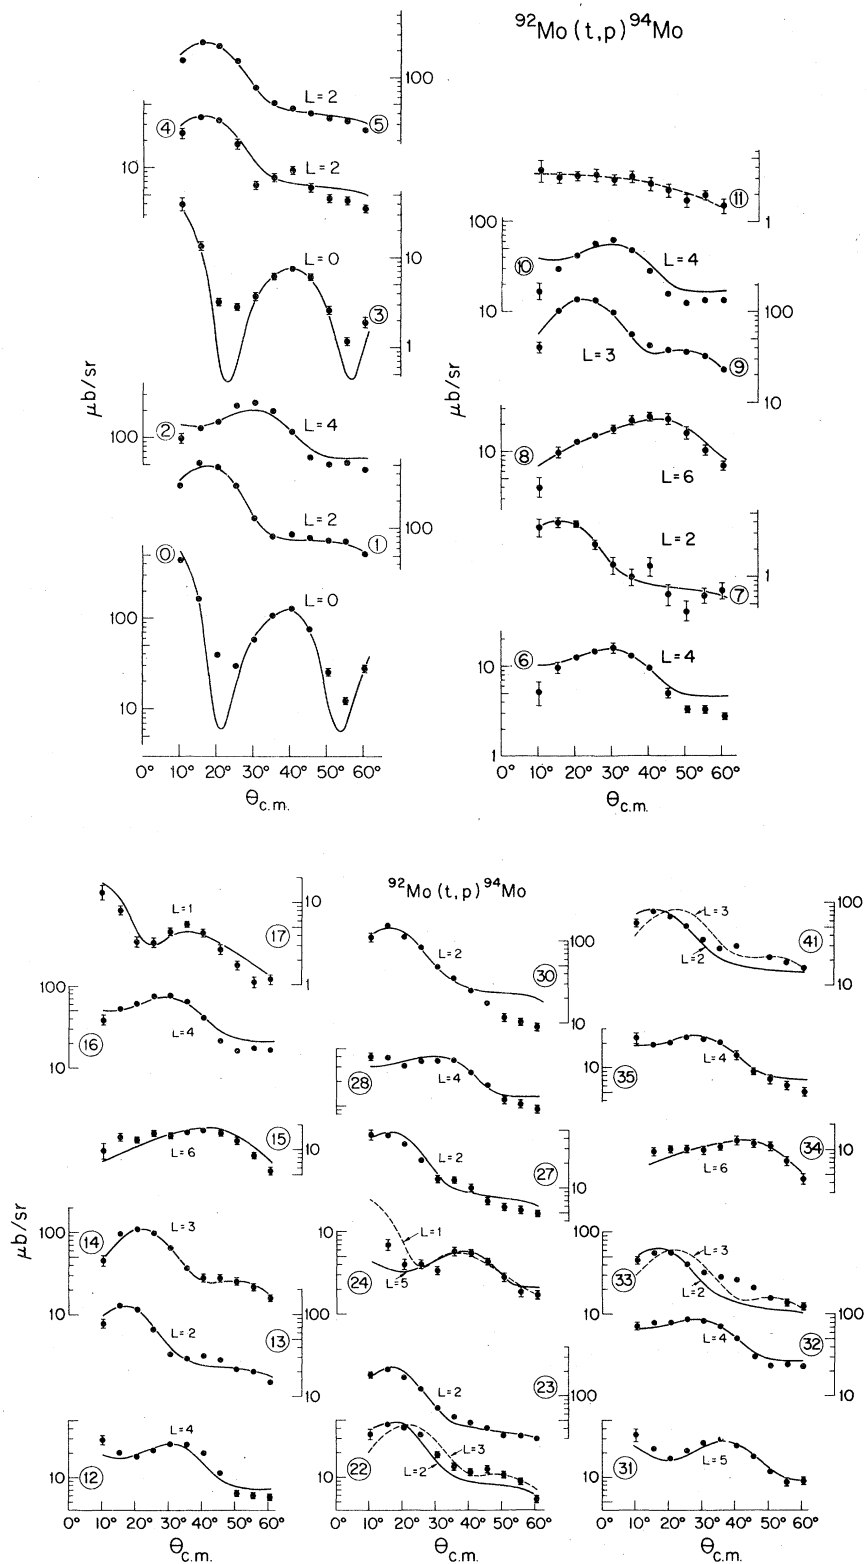 ⁹²Mo (t,p) ⁹⁴Mo
100
L=2
⑤
④
10
L=2
L=0
10
③
1
μb/sr
②
100
L=4
L=2
100
①
⓪
L=0
100
10
0° 10° 20° 30° 40° 50° 60°
θc.m.
⑪
1
100
⑩
L=4
10
100
L=3
⑨
10
μb/sr
⑧
10
L=6
L=2
1
⑦
⑥
10
L=4
1
0° 10° 20° 30° 40° 50° 60°
θc.m.
⁹²Mo (t,p) ⁹⁴Mo
L=1
10
⑰
1
100
⑯
L=4
10
⑮
10
L=6
μb/sr
100
⑭
L=3
10
100
L=2
⑬
10
L=4
⑫
10
0° 10° 20° 30° 40° 50° 60°
θc.m.
L=2
100
㉚
10
㉘
L=4
L=2
㉗
10
10
L=1
㉔
L=5
100
L=2
㉓
100
L=3
㉒
L=2
10
0° 10° 20° 30° 40° 50° 60°
θc.m.
L=3
100
㊶
L=2
10
10
L=4
㉟
㉞
10
L=6
100
L=3
㉝
L=2
10
100
L=4
㉜
10
10
L=5
㉛
0° 10° 20° 30° 40° 50° 60°
θc.m.